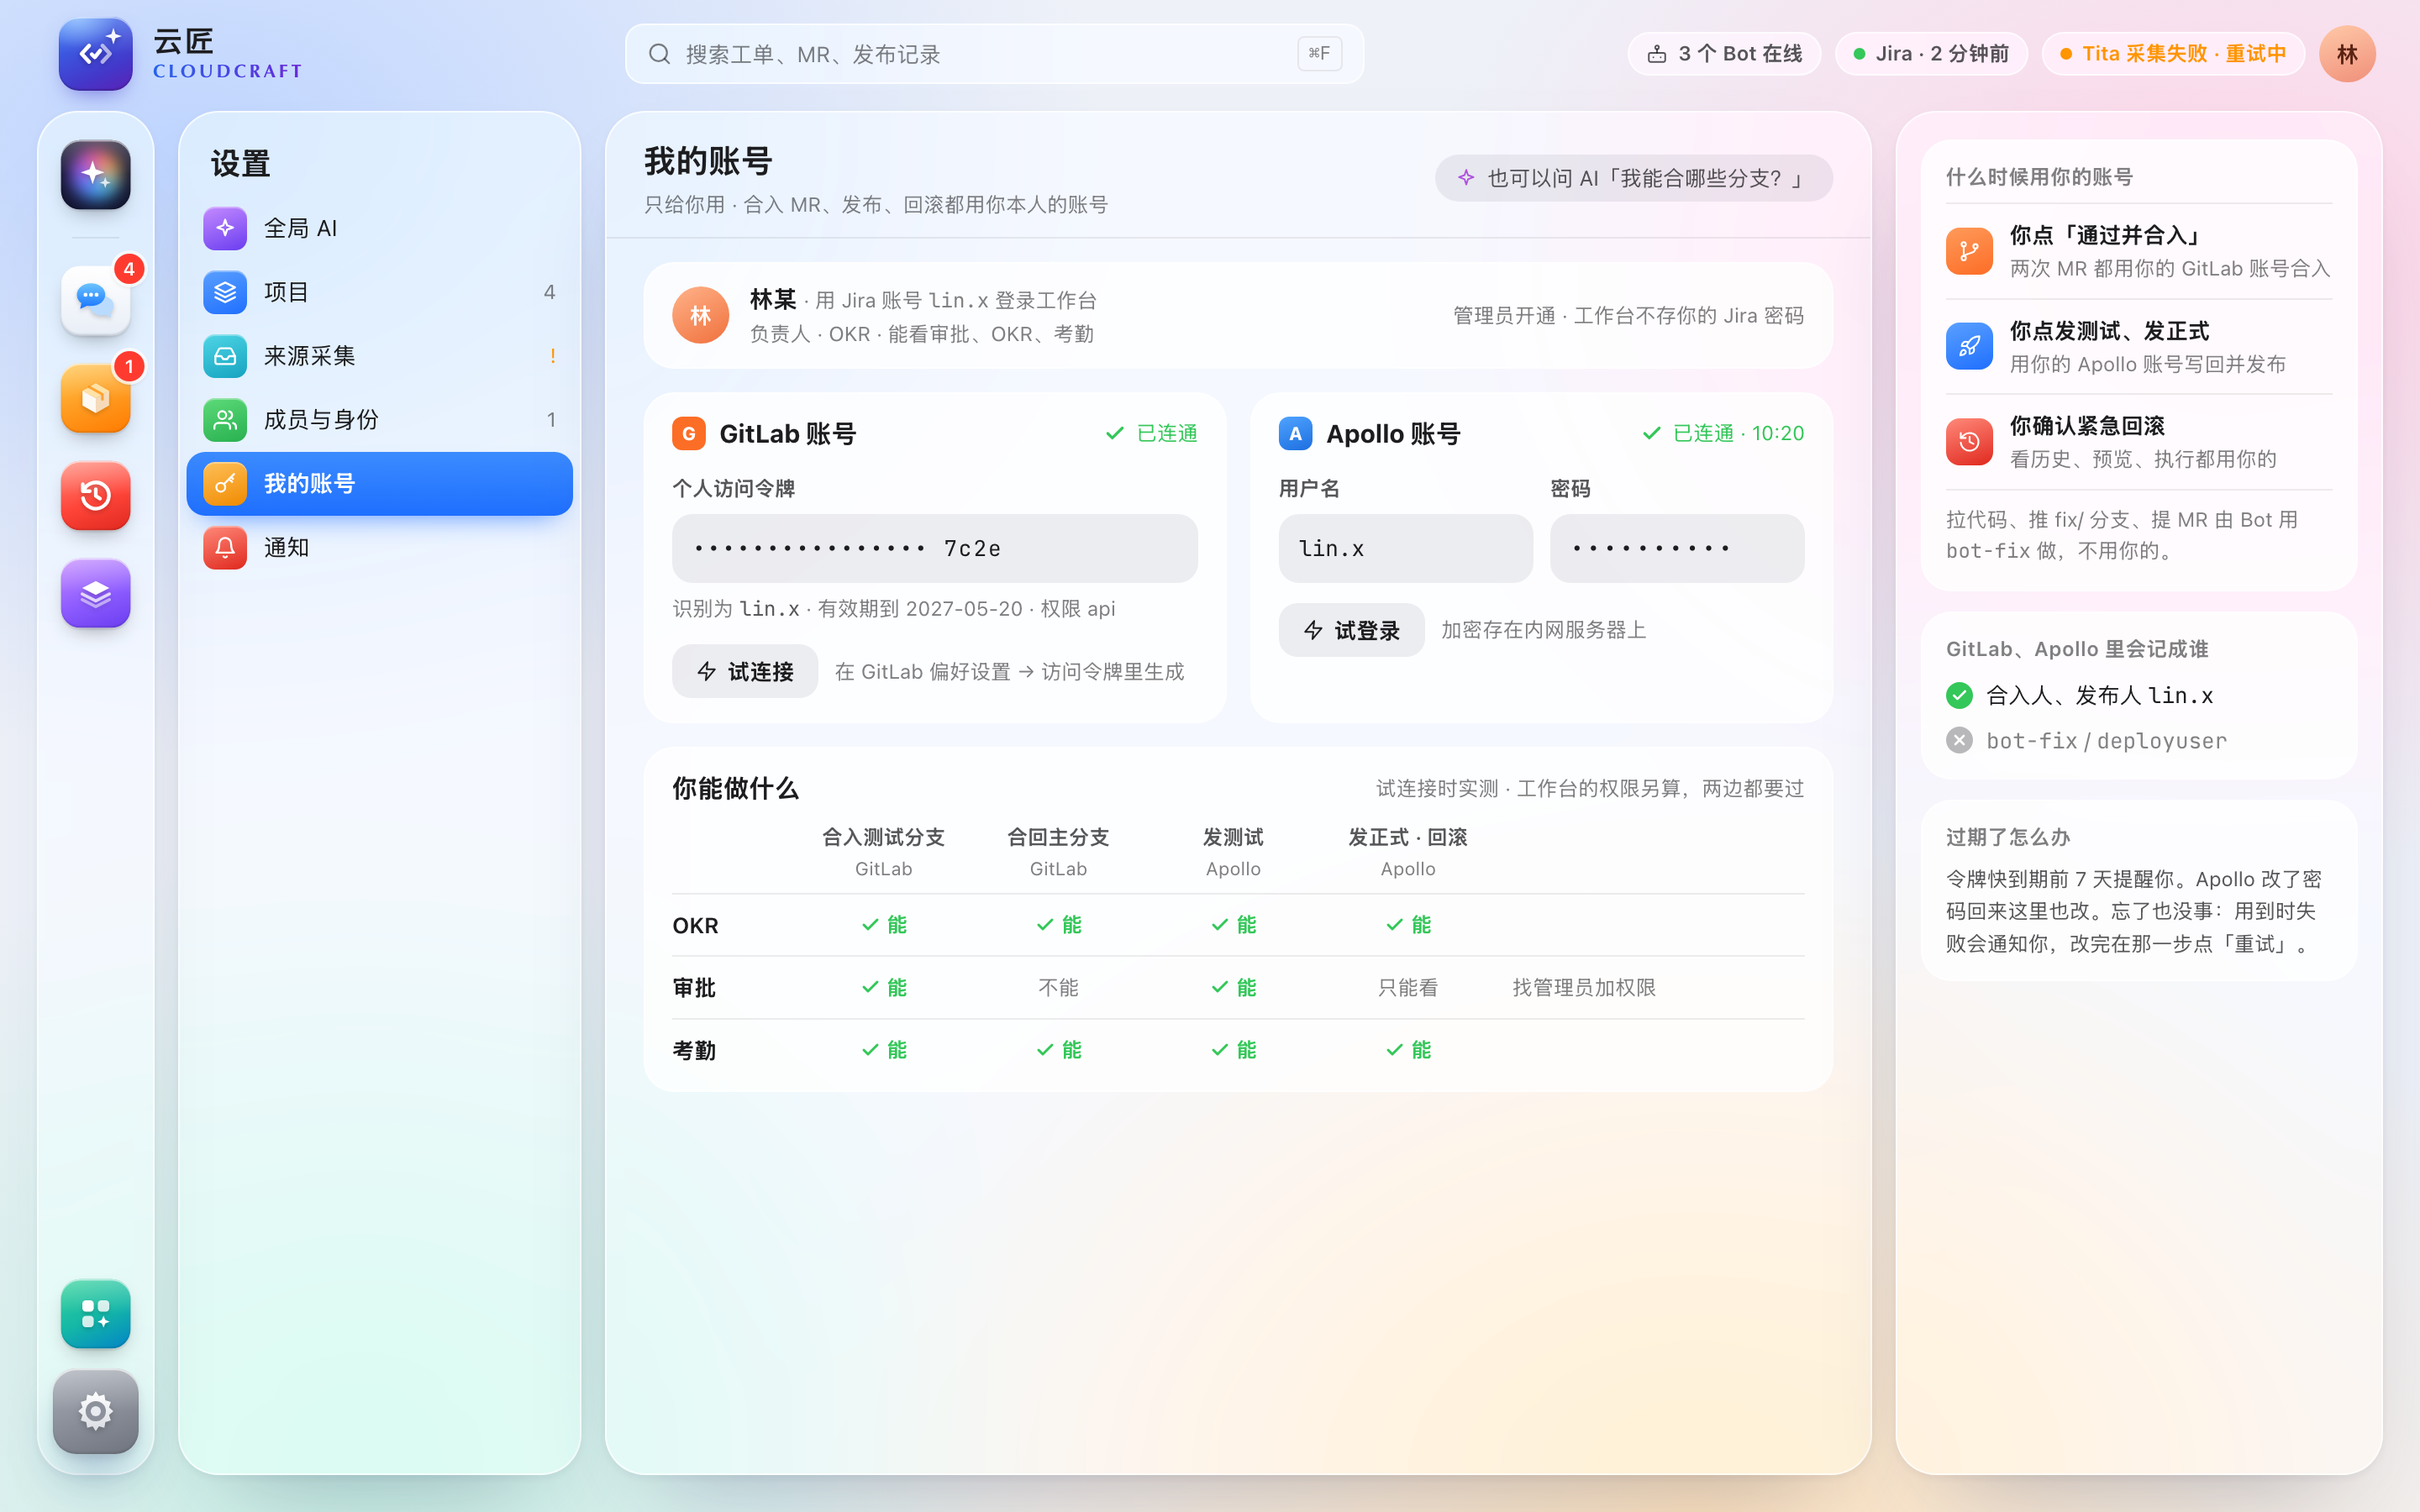 云匠
CLOUDCRAFT
搜索工单、MR、发布记录
⌘F
3 个 Bot 在线
Jira · 2 分钟前
Tita 采集失败 · 重试中
林
4
1
设置
全局 AI
项目
4
来源采集
!
成员与身份
1
我的账号
通知
我的账号
只给你用 · 合入 MR、发布、回滚都用你本人的账号
也可以问 AI「我能合哪些分支？」
林
林某 · 用 Jira 账号 lin.x 登录工作台
负责人 · OKR · 能看审批、OKR、考勤
管理员开通 · 工作台不存你的 Jira 密码
G
GitLab 账号
已连通
个人访问令牌
•••••••••••••••• 7c2e
识别为 lin.x · 有效期到 2027-05-20 · 权限 api
试连接
在 GitLab 偏好设置 → 访问令牌里生成
A
Apollo 账号
已连通 · 10:20
用户名
密码
lin.x
••••••••••
试登录
加密存在内网服务器上
你能做什么
试连接时实测 · 工作台的权限另算，两边都要过
合入测试分支 合回主分支 发测试 发正式 · 回滚
GitLab GitLab Apollo Apollo
OKR 能 能 能 能
审批 能 不能 能 只能看 找管理员加权限
考勤 能 能 能 能
什么时候用你的账号
你点「通过并合入」
两次 MR 都用你的 GitLab 账号合入
你点发测试、发正式
用你的 Apollo 账号写回并发布
你确认紧急回滚
看历史、预览、执行都用你的
拉代码、推 fix/ 分支、提 MR 由 Bot 用
bot-fix 做，不用你的。
GitLab、Apollo 里会记成谁
合入人、发布人 lin.x
bot-fix / deployuser
过期了怎么办
令牌快到期前 7 天提醒你。Apollo 改了密
码回来这里也改。忘了也没事：用到时失
败会通知你，改完在那一步点「重试」。